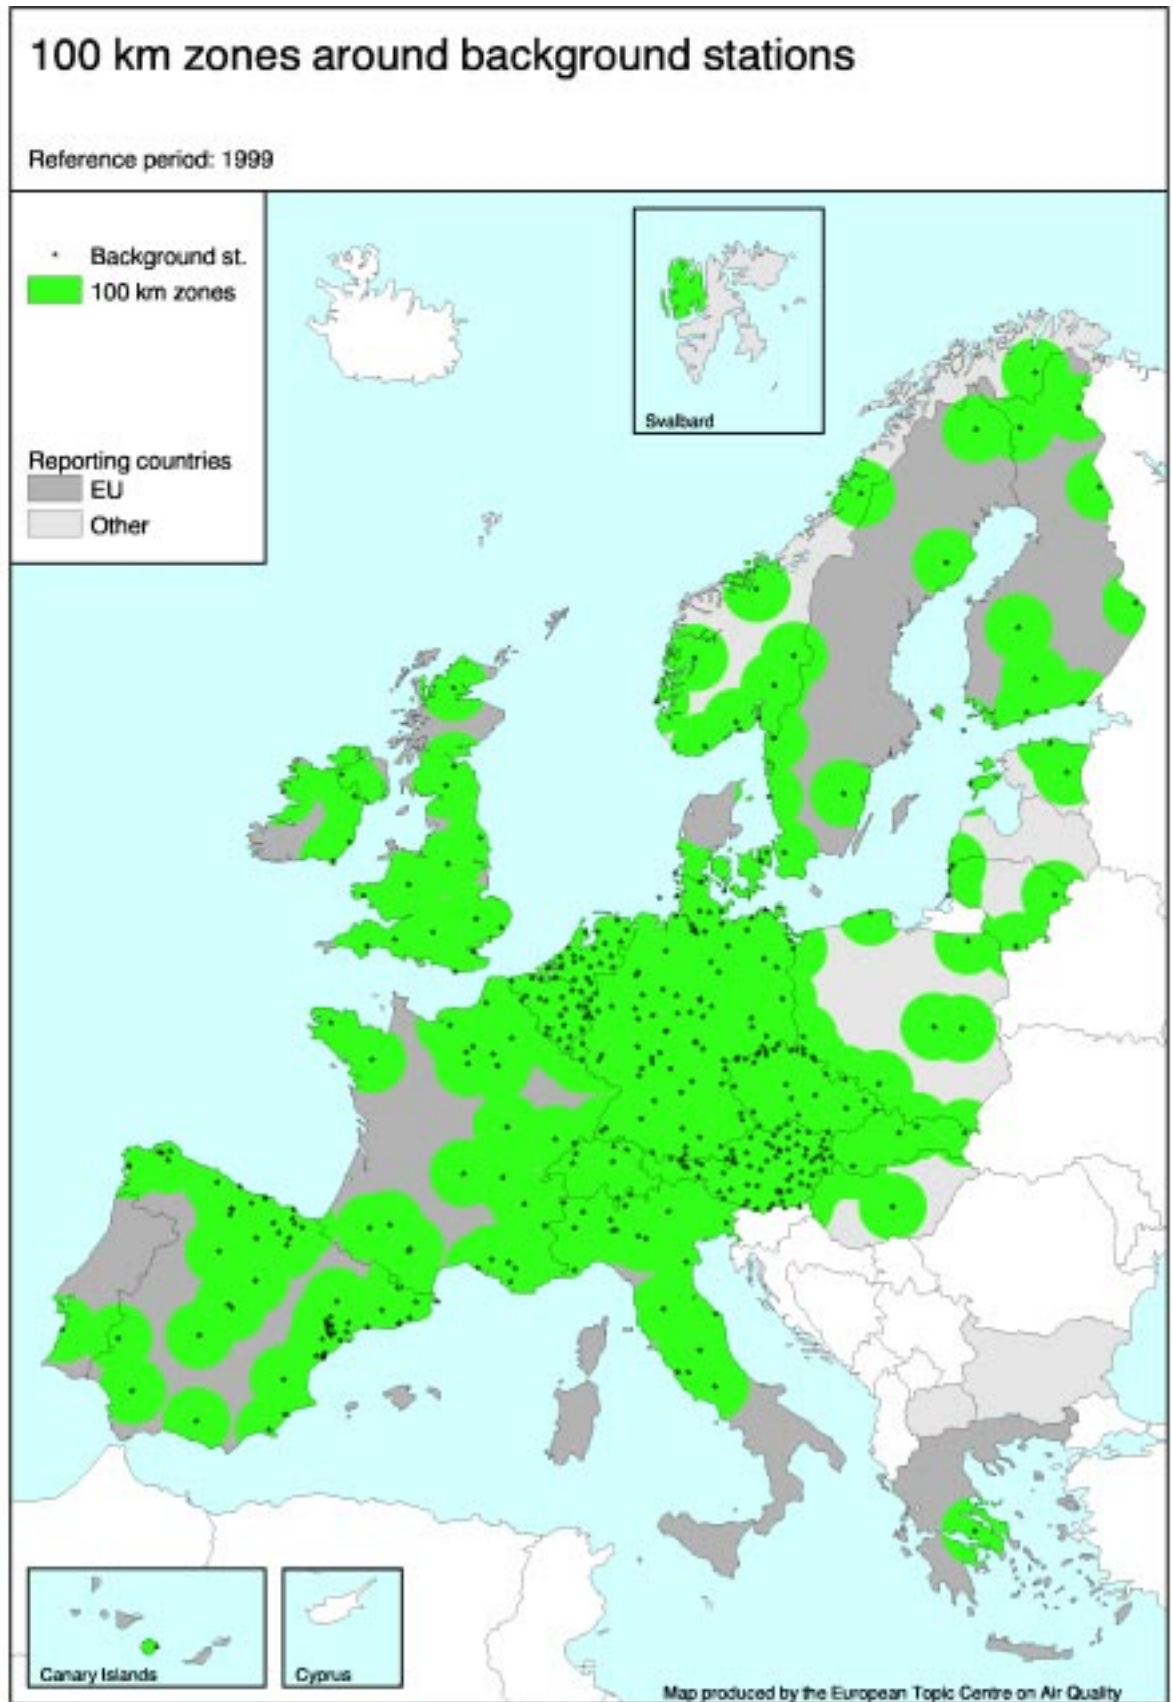 100 km zones around background stations
Reference period: 1999
Background st.
100 km zones
Reporting countries
EU
Other
Svalbard
Canary Islands
Cyprus
Map produced by the European Topic Centre on Air Quality